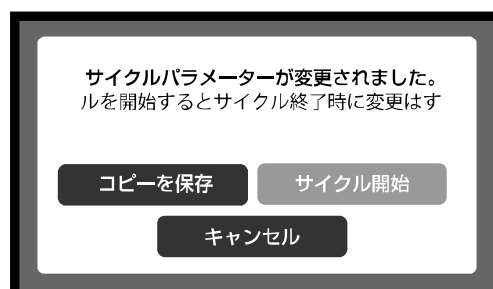 サイクルパラメーターが変更されました。
ルを開始するとサイクル終了時に変更はす
コピーを保存
サイクル開始
キャンセル